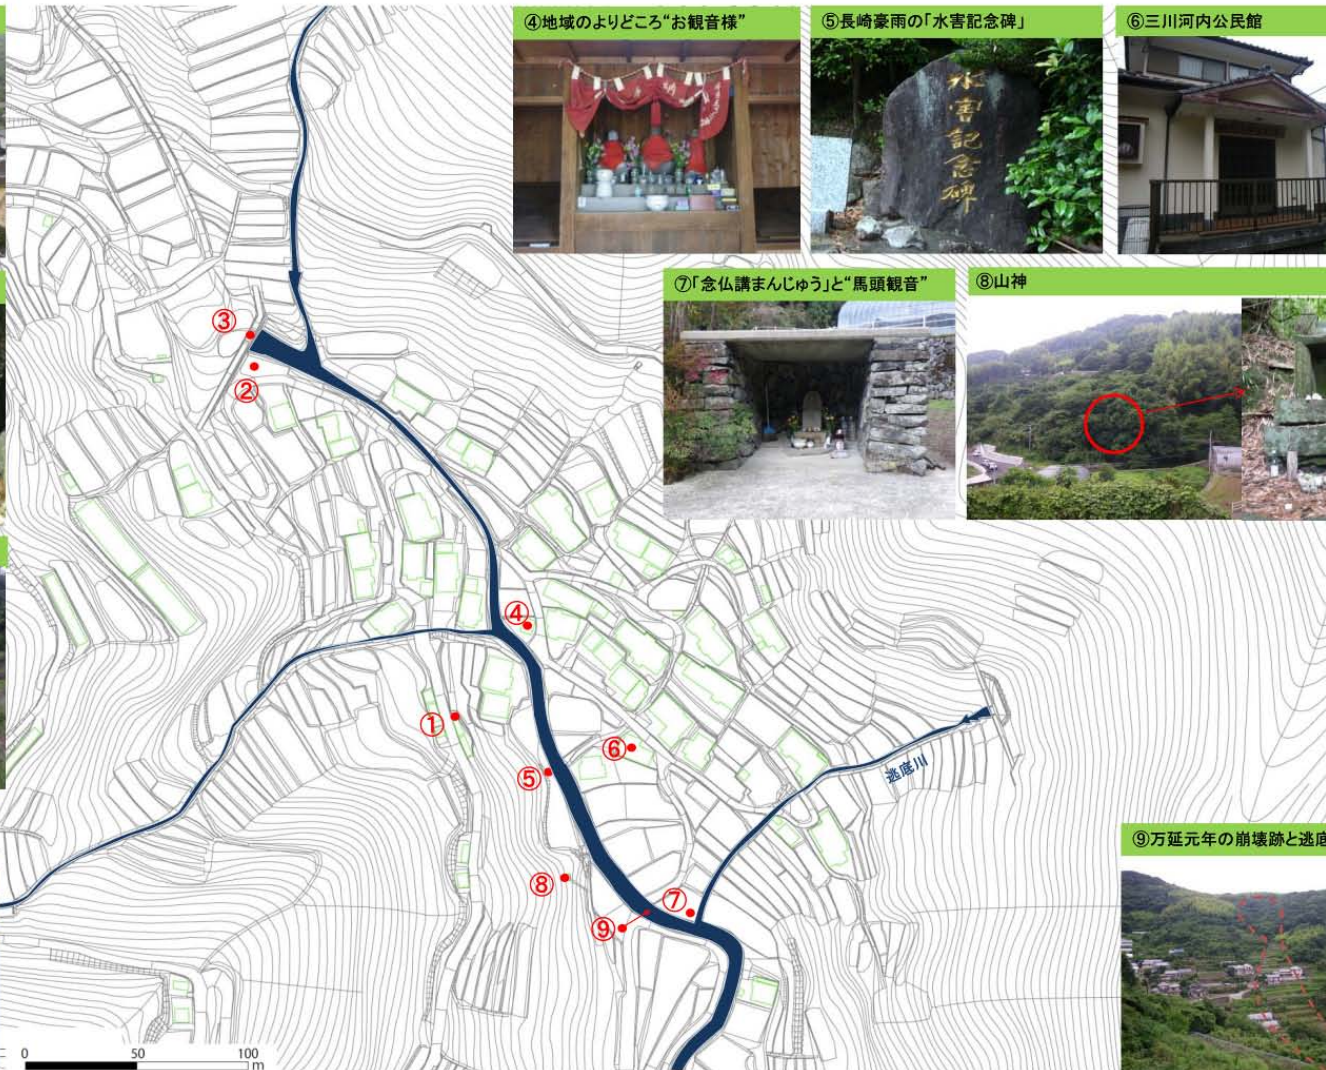 ④地域のよりどころ“お観音様”
⑤長崎豪雨の「水害記念碑」
⑥三川河内公民館
水害記念碑
⑦「念仏講まんじゅう」と“馬頭観音”
⑧山神
③
②
④
①
⑥
⑤
逃底川
⑧
⑦
⑨
⑨万延元年の崩壊跡と逃底
0 50 100
m